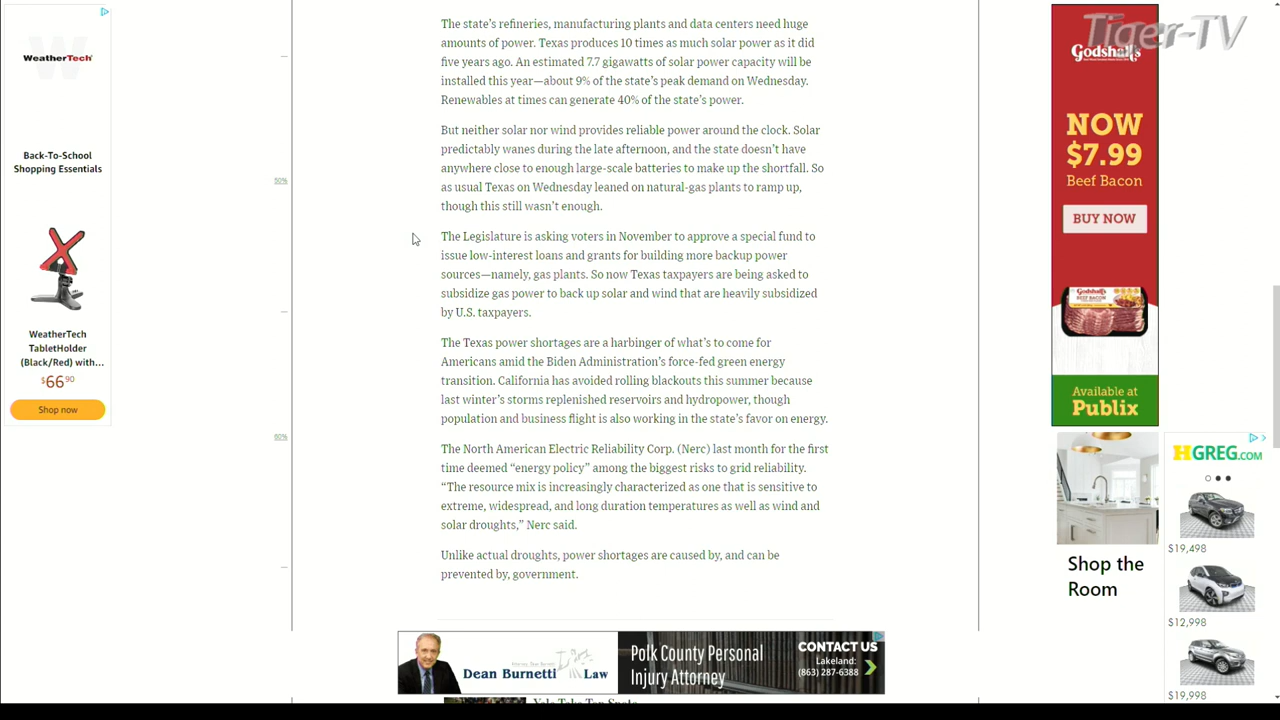 Tiger-TV
The state's refineries, manufacturing plants and data centers need huge
amounts of power. Texas produces 10 times as much solar power as it did
five years ago. An estimated 7.7 gigawatts of solar power capacity will be
installed this year—about 9% of the state's peak demand on Wednesday.
Renewables at times can generate 40% of the state's power.
But neither solar nor wind provides reliable power around the clock. Solar
predictably wanes during the late afternoon, and the state doesn't have
anywhere close to enough large-scale batteries to make up the shortfall. So
as usual Texas on Wednesday leaned on natural-gas plants to ramp up,
though this still wasn't enough.
The Legislature is asking voters in November to approve a special fund to
issue low-interest loans and grants for building more backup power
sources—namely, gas plants. So now Texas taxpayers are being asked to
subsidize gas power to back up solar and wind that are heavily subsidized
by U.S. taxpayers.
The Texas power shortages are a harbinger of what's to come for
Americans amid the Biden Administration's force-fed green energy
transition. California has avoided rolling blackouts this summer because
last winter's storms replenished reservoirs and hydropower, though
population and business flight is also working in the state's favor on energy.
The North American Electric Reliability Corp. (Nerc) last month for the first
time deemed “energy policy” among the biggest risks to grid reliability.
“The resource mix is increasingly characterized as one that is sensitive to
extreme, widespread, and long duration temperatures as well as wind and
solar droughts,” Nerc said.
Unlike actual droughts, power shortages are caused by, and can be
prevented by, government.
WeatherTech
Back-To-School
Shopping Essentials
WeatherTech
TabletHolder
(Black/Red) with...
$66.90
Shop now
50%
60%
Godshall's
NOW
$7.99
Beef Bacon
BUY NOW
Godshall's
BEEF BACON
Available at
Publix
Shop the
Room
HGREG.COM
$19,498
$12,998
$19,998
Attorney Dean Burnetti
Dean Burnetti Law
Polk County Personal
Injury Attorney
CONTACT US
Lakeland:
(863) 287-6388